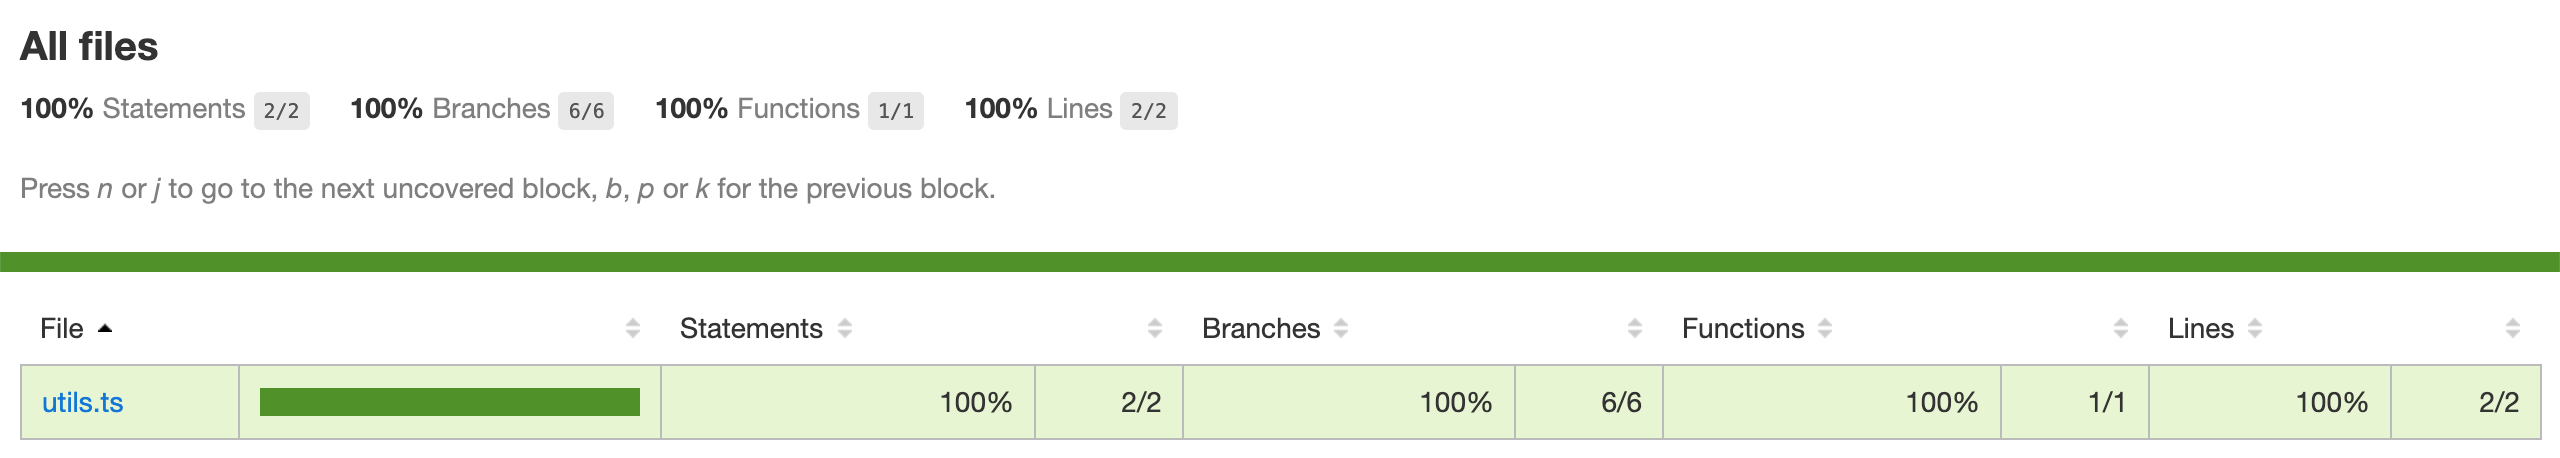 All files
100% Statements 2/2 100% Branches 6/6 100% Functions 1/1 100% Lines 2/2
Press n or j to go to the next uncovered block, b, p or k for the previous block.
File Statements Branches Functions Lines
utils.ts 100% 2/2 100% 6/6 100% 1/1 100% 2/2